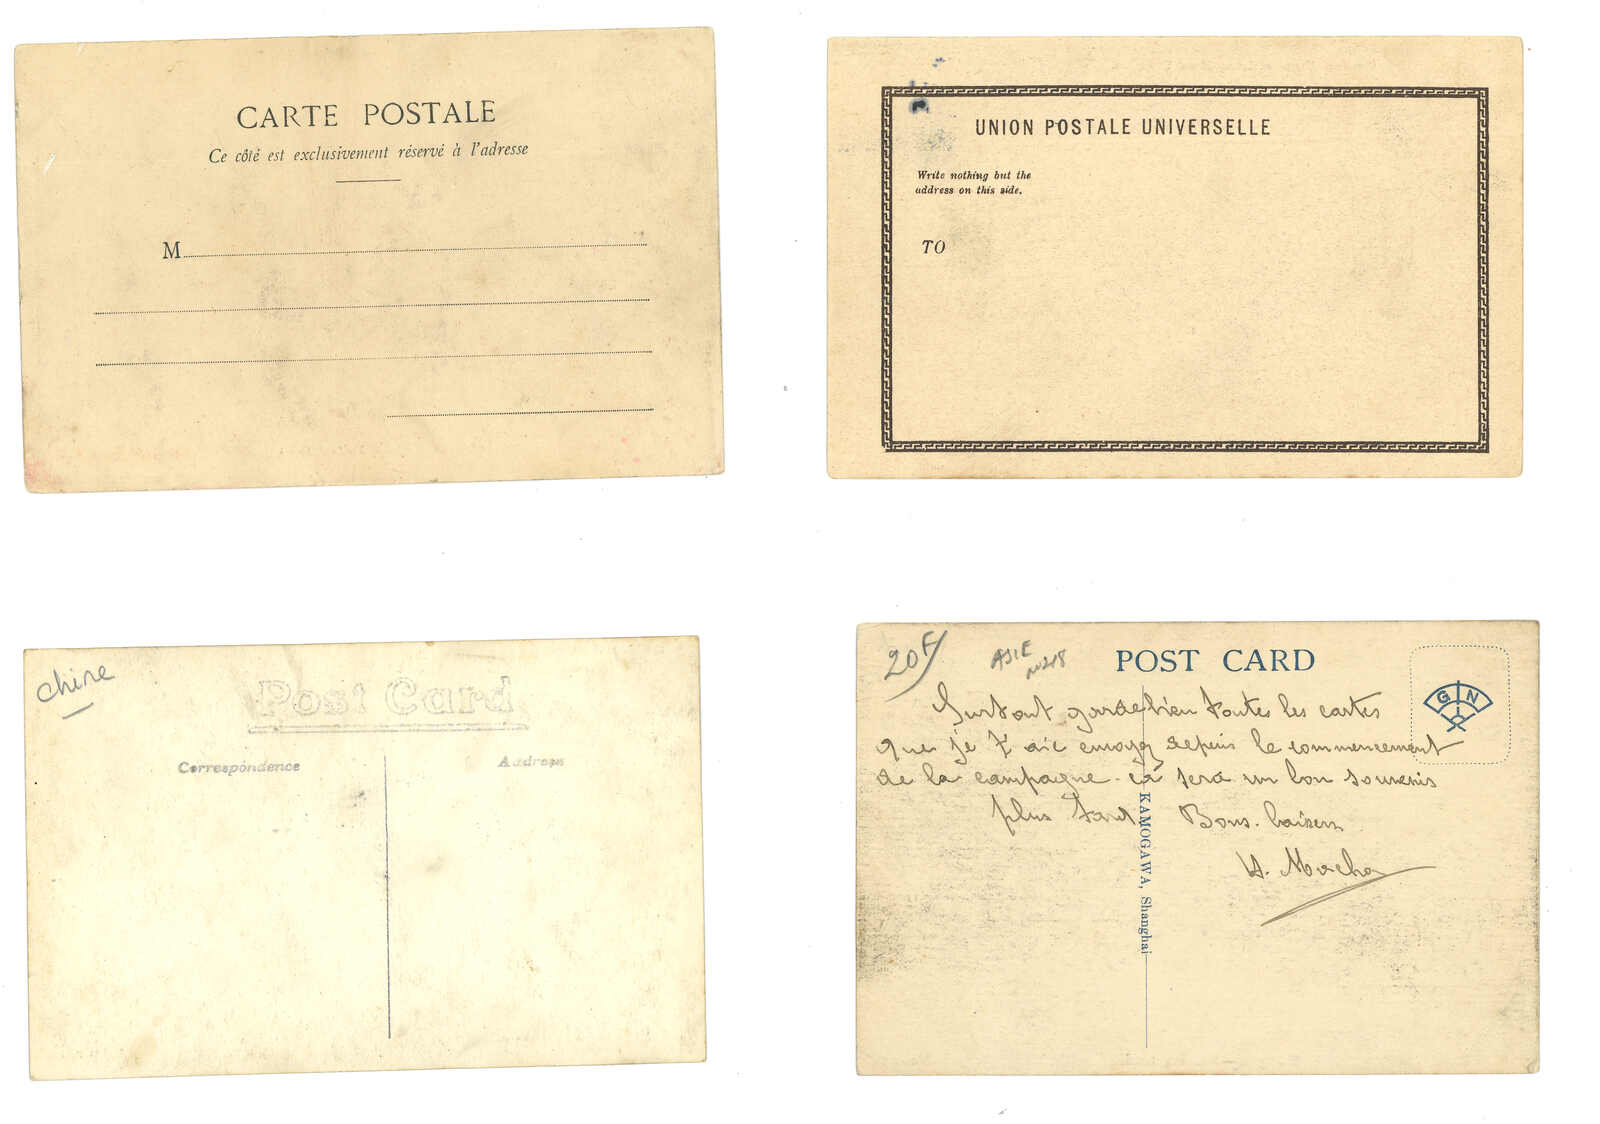 CARTE POSTALE
Ce côté est exclusivement réservé à l'adresse
M
UNION POSTALE UNIVERSELLE
Write nothing but the
address on this side.
TO
Chine
Post Card
Correspondence
Address
20F
ASIE
POST CARD
G N
Surtout garde bien toutes les cartes
que je t'aie envoyé depuis le commencement
de la campagne. ca sera un bon souvenir
plus tard. Bons baisers
KAMOGAWA, Shanghai